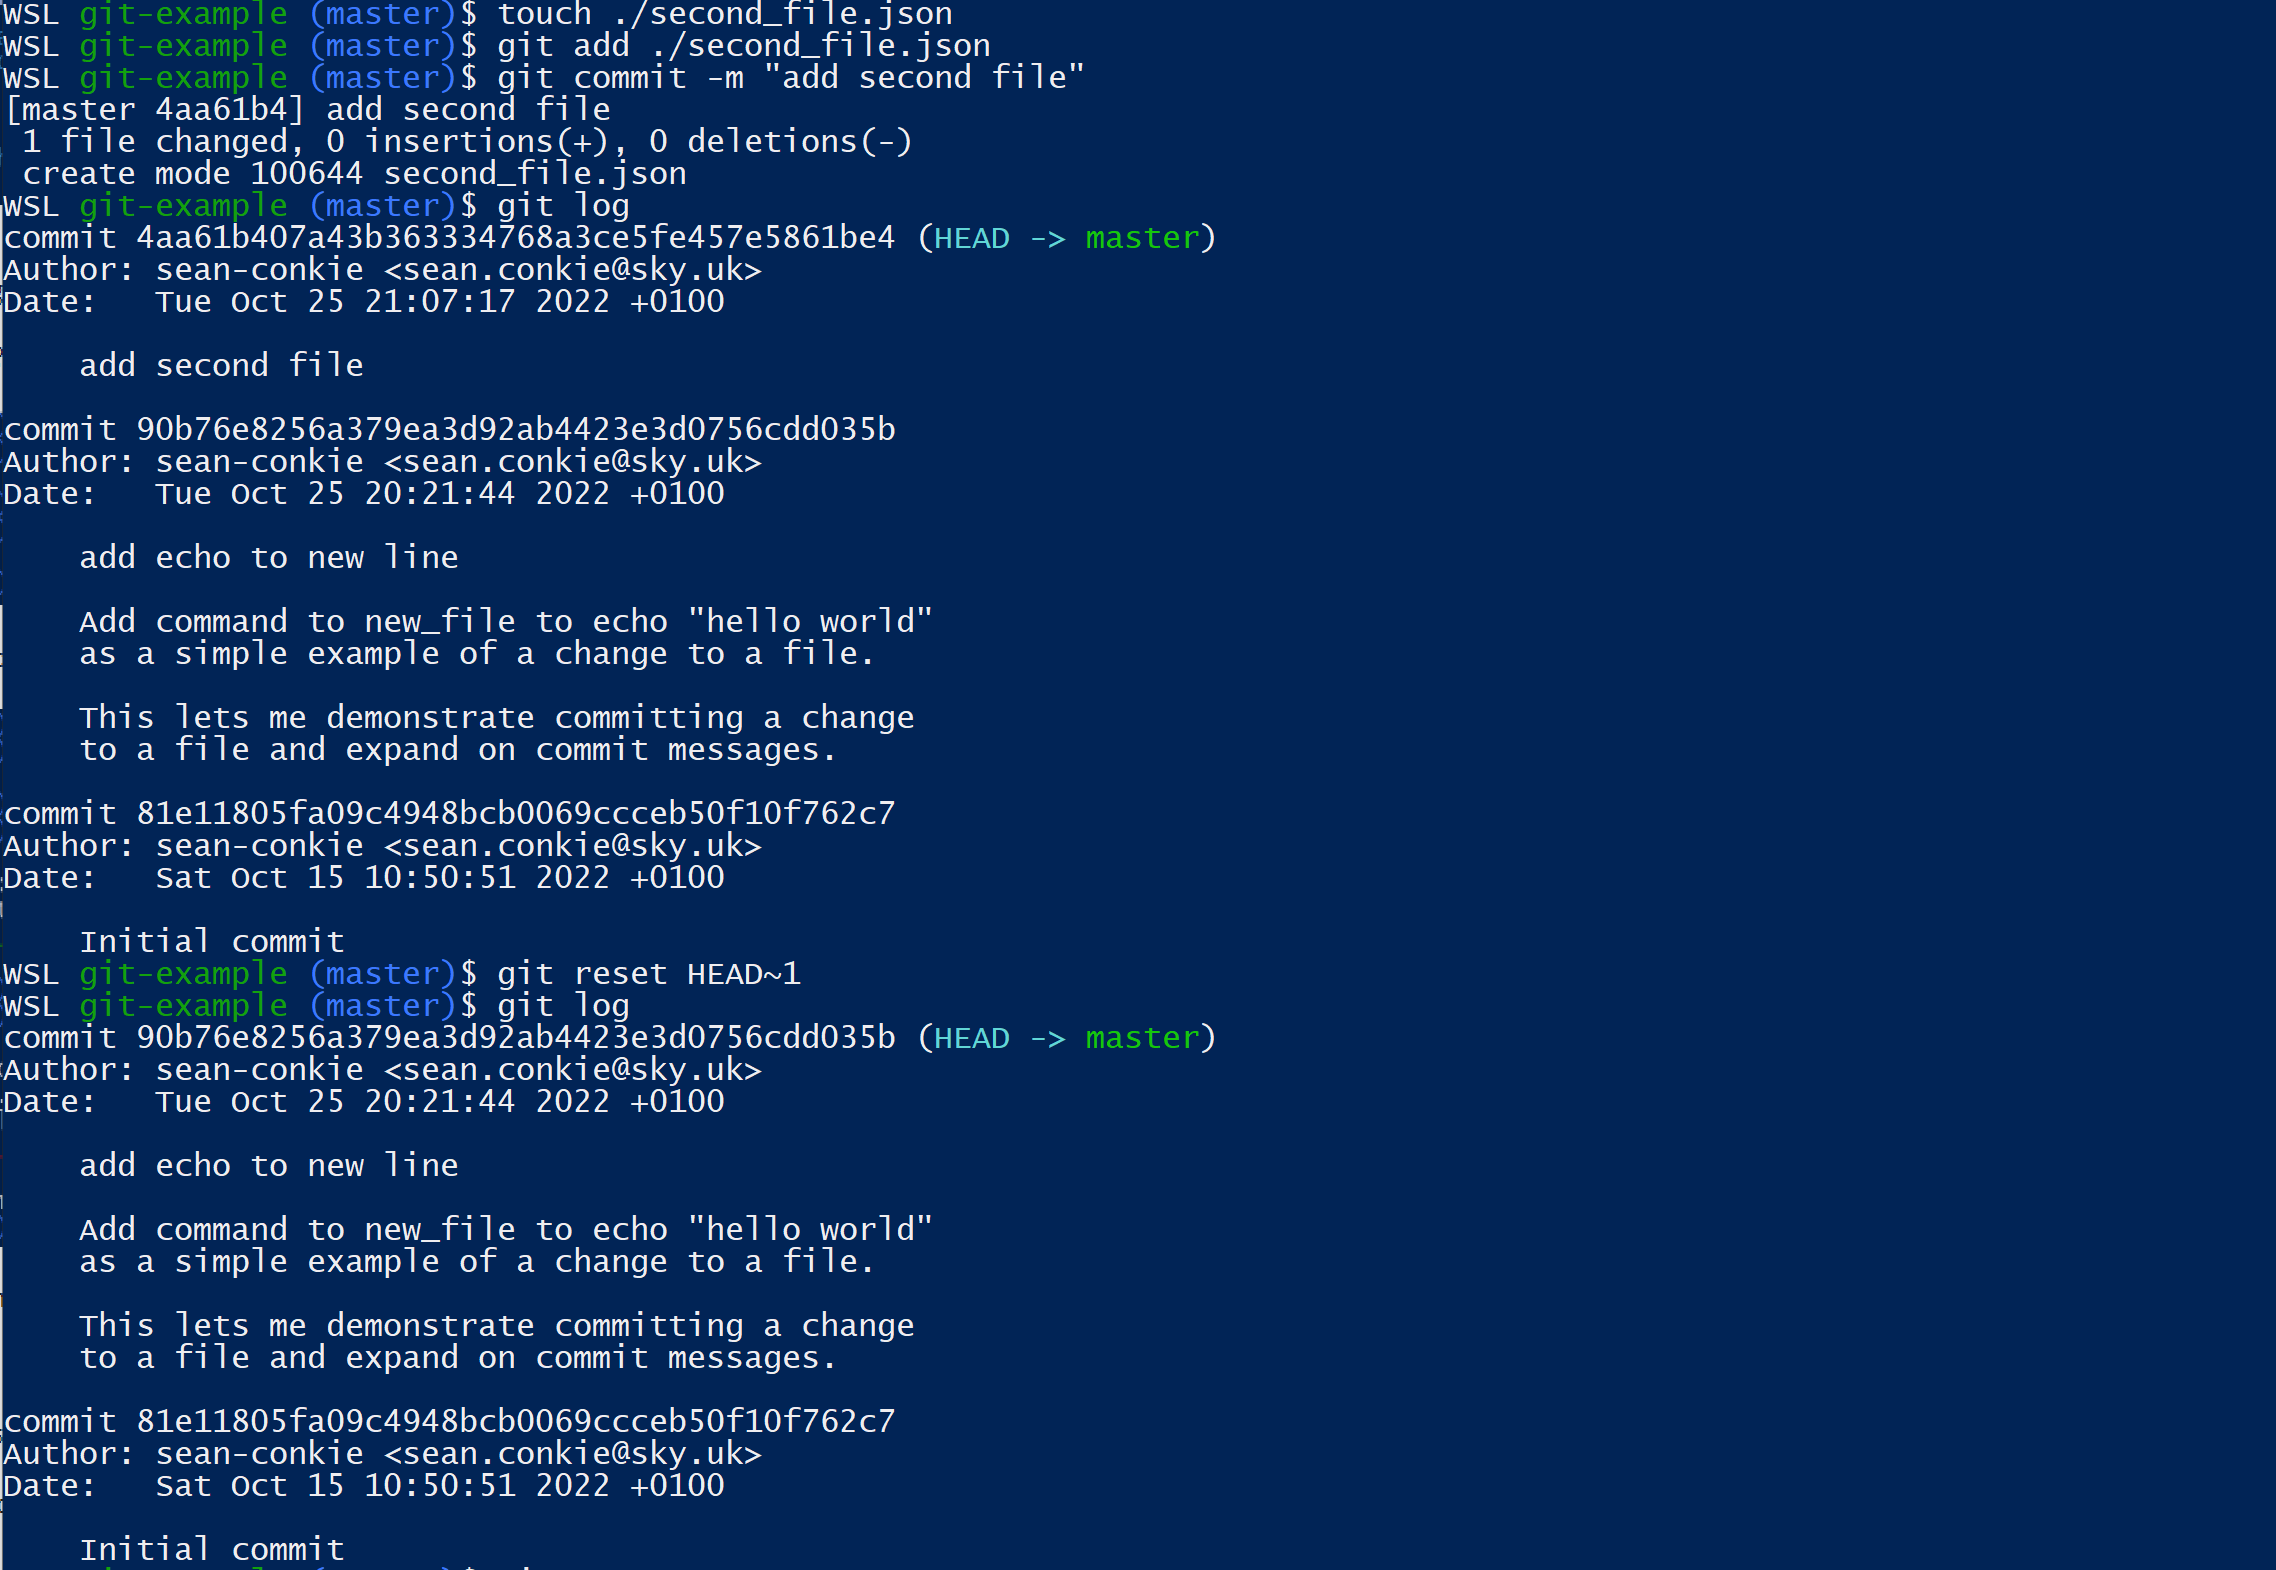 WSL git-example (master)$ touch ./second_file.json
WSL git-example (master)$ git add ./second_file.json
WSL git-example (master)$ git commit -m "add second file"
[master 4aa61b4] add second file
 1 file changed, 0 insertions(+), 0 deletions(-)
 create mode 100644 second_file.json
WSL git-example (master)$ git log
commit 4aa61b407a43b363334768a3ce5fe457e5861be4 (HEAD -> master)
Author: sean-conkie <sean.conkie@sky.uk>
Date:   Tue Oct 25 21:07:17 2022 +0100

    add second file

commit 90b76e8256a379ea3d92ab4423e3d0756cdd035b
Author: sean-conkie <sean.conkie@sky.uk>
Date:   Tue Oct 25 20:21:44 2022 +0100

    add echo to new line

    Add command to new_file to echo "hello world"
    as a simple example of a change to a file.

    This lets me demonstrate committing a change
    to a file and expand on commit messages.

commit 81e11805fa09c4948bcb0069ccceb50f10f762c7
Author: sean-conkie <sean.conkie@sky.uk>
Date:   Sat Oct 15 10:50:51 2022 +0100

    Initial commit
WSL git-example (master)$ git reset HEAD~1
WSL git-example (master)$ git log
commit 90b76e8256a379ea3d92ab4423e3d0756cdd035b (HEAD -> master)
Author: sean-conkie <sean.conkie@sky.uk>
Date:   Tue Oct 25 20:21:44 2022 +0100

    add echo to new line

    Add command to new_file to echo "hello world"
    as a simple example of a change to a file.

    This lets me demonstrate committing a change
    to a file and expand on commit messages.

commit 81e11805fa09c4948bcb0069ccceb50f10f762c7
Author: sean-conkie <sean.conkie@sky.uk>
Date:   Sat Oct 15 10:50:51 2022 +0100

    Initial commit